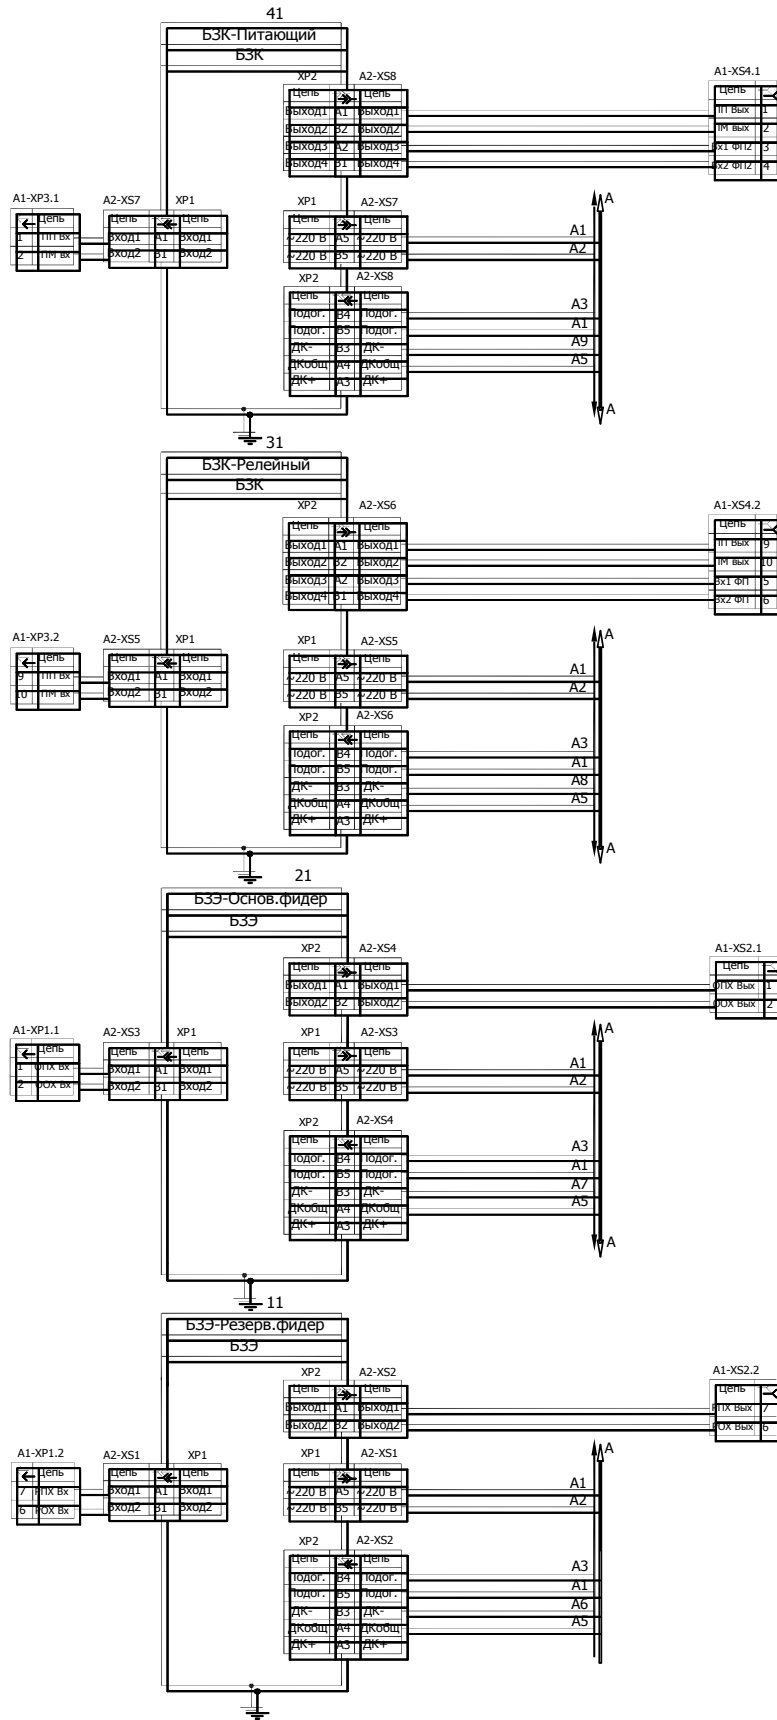 41
БЗК-Питающий
БЗК
XP2 A2-XS8 A1-XS4.1
Цепь Цепь Цепь
Выход1 A1 Выход1 ПП Вых 1
Выход2 B2 Выход2 ПМ вых 2
Выход3 A2 Выход3 Вх1 ФП2 3
Выход4 B1 Выход4 Вх2 ФП2 4
A
A1-XP3.1 A2-XS7 XP1 XP1 A2-XS7
Цепь Цепь Цепь Цепь Цепь
1 ПП Вх Вход1 A1 Вход1 ~220 В A5 ~220 В A1
2 ПМ вх Вход2 B1 Вход2 ~220 В B5 ~220 В A2
XP2 A2-XS8
Цепь Цепь
Подог. B4 Подог. A3
Подог. B5 Подог. A1
ДК- B3 ДК- A9
ДКобщ A4 ДКобщ A5
ДК+ A3 ДК+
A
31
БЗК-Релейный
БЗК
XP2 A2-XS6 A1-XS4.2
Цепь Цепь Цепь
Выход1 A1 Выход1 ПП Вых 9
Выход2 B2 Выход2 ПМ вых 10
Выход3 A2 Выход3 Вх1 ФП 5
Выход4 B1 Выход4 Вх2 ФП 6
A
A1-XP3.2 A2-XS5 XP1 XP1 A2-XS5
Цепь Цепь Цепь Цепь Цепь
9 ПП Вх Вход1 A1 Вход1 ~220 В A5 ~220 В A1
10 ПМ вх Вход2 B1 Вход2 ~220 В B5 ~220 В A2
XP2 A2-XS6
Цепь Цепь
Подог. B4 Подог. A3
Подог. B5 Подог. A1
ДК- B3 ДК- A8
ДКобщ A4 ДКобщ A5
ДК+ A3 ДК+
A
21
БЗЭ-Основ.фидер
БЗЭ
XP2 A2-XS4 A1-XS2.1
Цепь Цепь Цепь
Выход1 A1 Выход1 ОПХ Вых 1
Выход2 B2 Выход2 ООХ Вых 2
A
A1-XP1.1 A2-XS3 XP1 XP1 A2-XS3
Цепь Цепь Цепь Цепь Цепь
1 ОПХ Вх Вход1 A1 Вход1 ~220 В A5 ~220 В A1
2 ООХ Вх Вход2 B1 Вход2 ~220 В B5 ~220 В A2
XP2 A2-XS4
Цепь Цепь
Подог. B4 Подог. A3
Подог. B5 Подог. A1
ДК- B3 ДК- A7
ДКобщ A4 ДКобщ A5
ДК+ A3 ДК+
A
11
БЗЭ-Резерв.фидер
БЗЭ
XP2 A2-XS2 A1-XS2.2
Цепь Цепь Цепь
Выход1 A1 Выход1 РПХ Вых 7
Выход2 B2 Выход2 РОХ Вых 6
A
A1-XP1.2 A2-XS1 XP1 XP1 A2-XS1
Цепь Цепь Цепь Цепь Цепь
7 РПХ Вх Вход1 A1 Вход1 ~220 В A5 ~220 В A1
6 РОХ Вх Вход2 B1 Вход2 ~220 В B5 ~220 В A2
XP2 A2-XS2
Цепь Цепь
Подог. B4 Подог. A3
Подог. B5 Подог. A1
ДК- B3 ДК- A6
ДКобщ A4 ДКобщ A5
ДК+ A3 ДК+